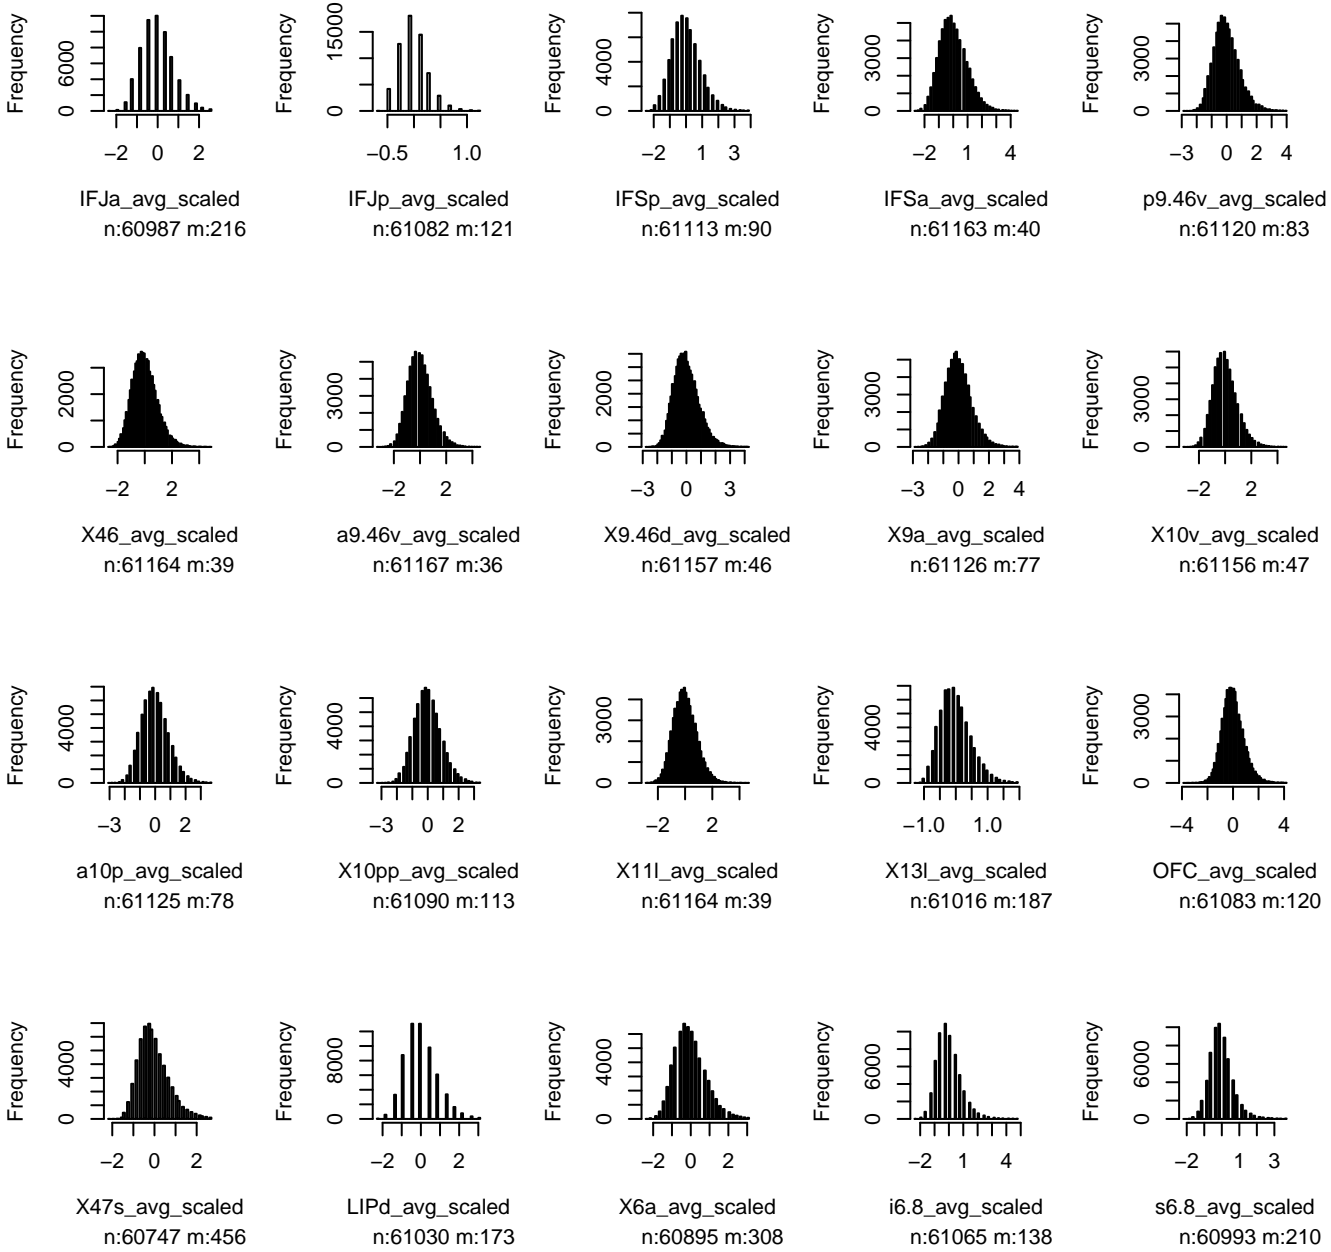 Frequency
0 6000
−2 0 2
IFJa_avg_scaled
n:60987 m:216
Frequency
0 15000
−0.5 1.0
IFJp_avg_scaled
n:61082 m:121
Frequency
0 4000
−2 1 3
IFSp_avg_scaled
n:61113 m:90
Frequency
0 3000
−2 1 4
IFSa_avg_scaled
n:61163 m:40
Frequency
0 3000
−3 0 2 4
p9.46v_avg_scaled
n:61120 m:83
Frequency
0 2000
−2 2
X46_avg_scaled
n:61164 m:39
Frequency
0 3000
−2 2
a9.46v_avg_scaled
n:61167 m:36
Frequency
0 2000
−3 0 3
X9.46d_avg_scaled
n:61157 m:46
Frequency
0 3000
−3 0 2 4
X9a_avg_scaled
n:61126 m:77
Frequency
0 3000
−2 2
X10v_avg_scaled
n:61156 m:47
Frequency
0 4000
−3 0 2
a10p_avg_scaled
n:61125 m:78
Frequency
0 4000
−3 0 2
X10pp_avg_scaled
n:61090 m:113
Frequency
0 3000
−2 2
X11l_avg_scaled
n:61164 m:39
Frequency
0 4000
−1.0 1.0
X13l_avg_scaled
n:61016 m:187
Frequency
0 3000
−4 0 4
OFC_avg_scaled
n:61083 m:120
Frequency
0 4000
−2 0 2
X47s_avg_scaled
n:60747 m:456
Frequency
0 8000
−2 0 2
LIPd_avg_scaled
n:61030 m:173
Frequency
0 4000
−2 0 2
X6a_avg_scaled
n:60895 m:308
Frequency
0 6000
−2 1 4
i6.8_avg_scaled
n:61065 m:138
Frequency
0 6000
−2 1 3
s6.8_avg_scaled
n:60993 m:210